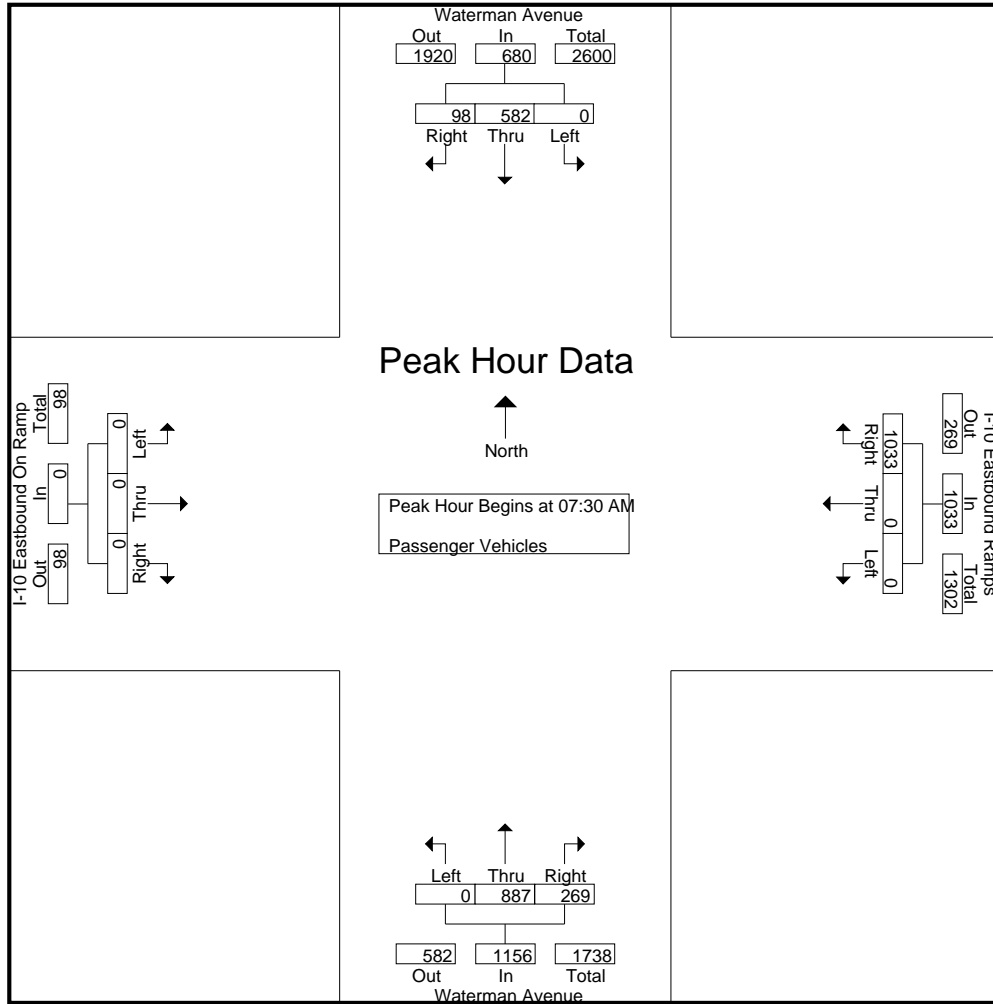 Waterman Avenue
Out In Total
1920 680 2600
98 582 0
Right Thru Left
Peak Hour Data
North
Peak Hour Begins at 07:30 AM
Passenger Vehicles
I-10 Eastbound On Ramp
Total In Out
98 0 98
0 0 0
Left Thru Right
I-10 Eastbound Ramps
Out In Total
269 1033 1302
1033 0 0
Right Thru Left
Left Thru Right
0 887 269
582 1156 1738
Out In Total
Waterman Avenue